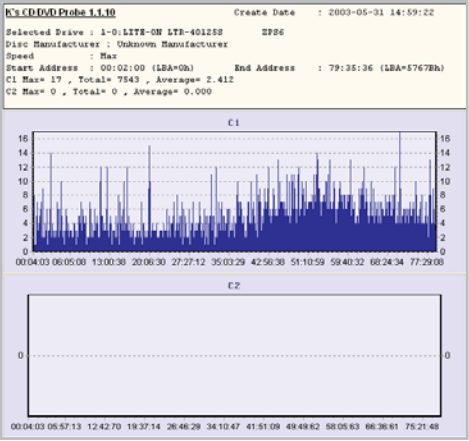 K's CD-DVD Probe 1.1.10 Create Date : 2003-05-31 14:59:22
Selected Drive : 1-0:LITE-ON LTR-40125S ZPS6
Disc Manufacturer : Unknown Manufacturer
Speed : Max
Start Address : 00:02:00 (LBA=0h) End Address : 79:35:36 (LBA=5767Bh)
C1 Max= 17 , Total= 7543 , Average= 2.412
C2 Max= 0 , Total= 0 , Average= 0.000
C1
16 16
14 14
12 12
10 10
8 8
6 6
4 4
2 2
0 0
00:04:03 06:05:08 13:00:38 20:06:30 27:27:12 35:03:29 42:56:38 51:10:59 59:40:32 68:24:34 77:29:08
C2
0 0
00:04:03 05:57:13 12:42:70 19:37:14 26:46:29 34:10:47 41:51:09 49:49:62 58:05:63 66:36:61 75:21:48